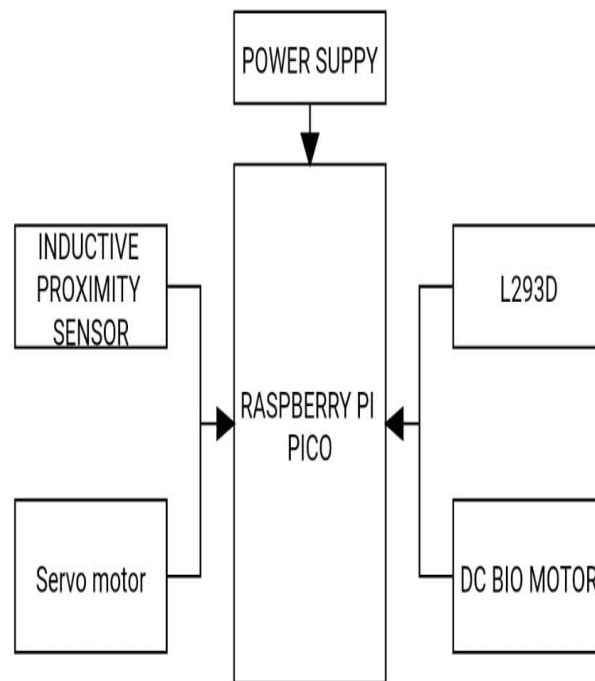 POWER SUPPY
INDUCTIVE
PROXIMITY
SENSOR
L293D
RASPBERRY PI
PICO
Servo motor
DC BIO MOTOR